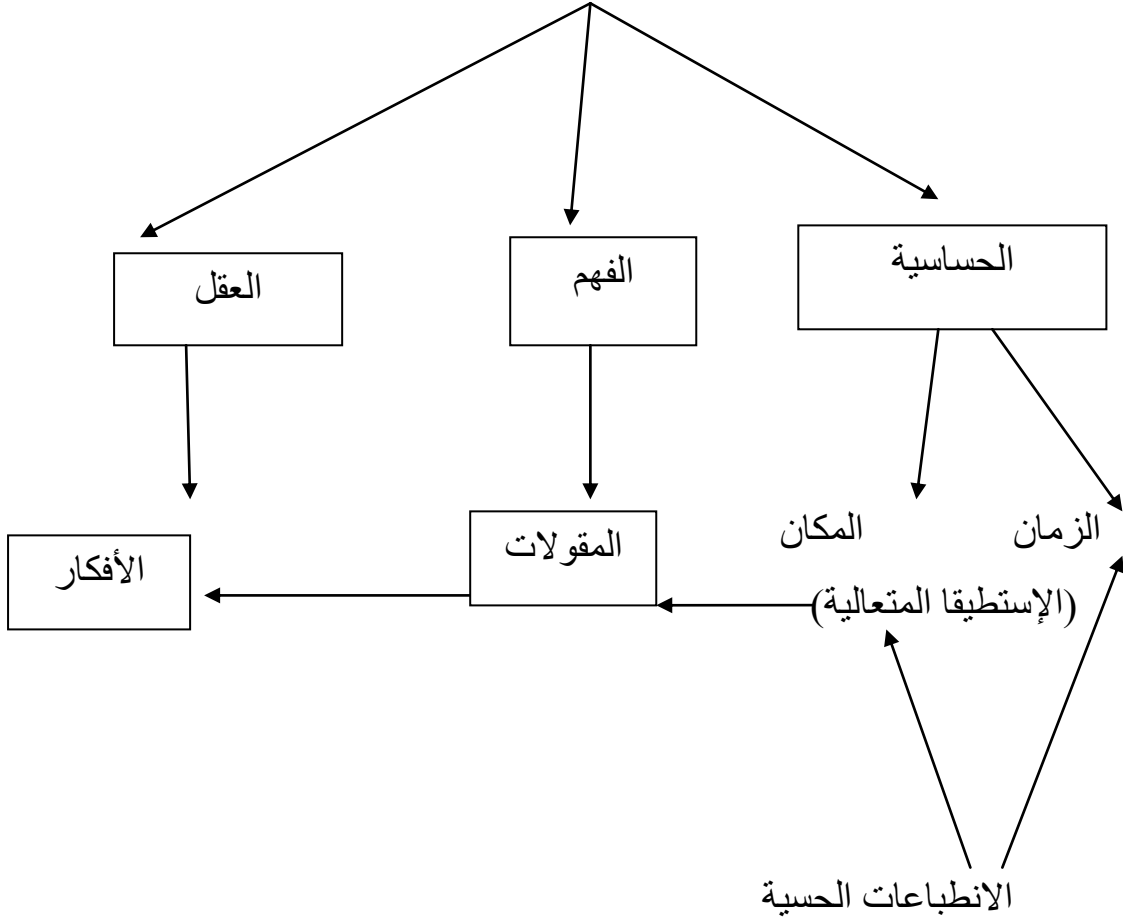 الحساسية
الفهم
العقل
الزمان
المكان
المقولات
الأفكار
(الإستطيقا المتعالية)
الانطباعات الحسية